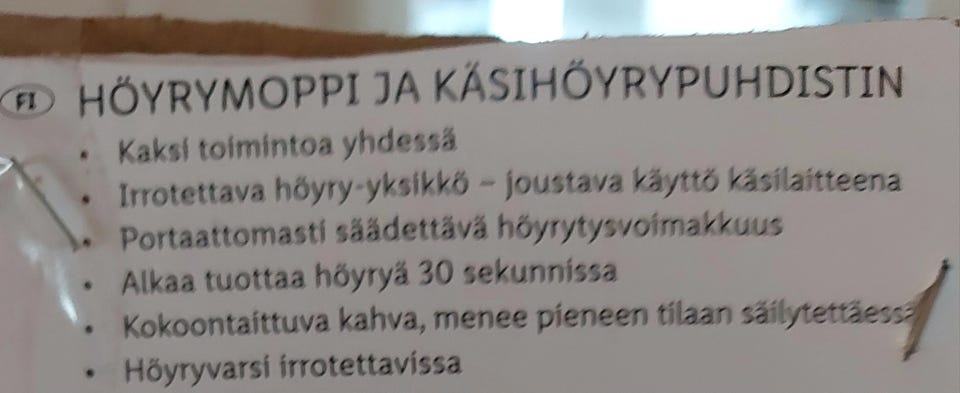 FI HÖYRYMOPPI JA KÄSIHÖYRYPUHDISTIN
• Kaksi toimintoa yhdessä
• Irrotettava höyry-yksikkö – joustava käyttö käsilaitteena
• Portaattomasti säädettävä höyrytysvoimakkuus
• Alkaa tuottaa höyryä 30 sekunnissa
• Kokoontaittuva kahva, menee pieneen tilaan säilytettäessä
• Höyryvarsi irrotettavissa